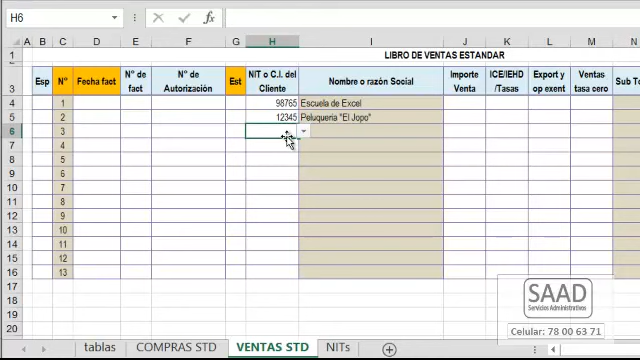 H6
fx
A B C D E F G H I J K L M N
1 LIBRO DE VENTAS ESTANDAR
3 Esp N° Fecha fact N° de fact N° de Autorización Est NIT o C.I. del Cliente Nombre o razón Social Importe Venta ICE/IEHD /Tasas Export y op exent Ventas tasa cero Sub To
4 1 98765 Escuela de Excel
5 2 12345 Peluqueria "El Jopo"
6 3
7 4
8 5
9 6
10 7
11 8
12 9
13 10
14 11
15 12
16 13
17
18
19
20
SAAD
Servicios Administrativos
Celular: 78 00 63 71
tablas COMPRAS STD VENTAS STD NITs